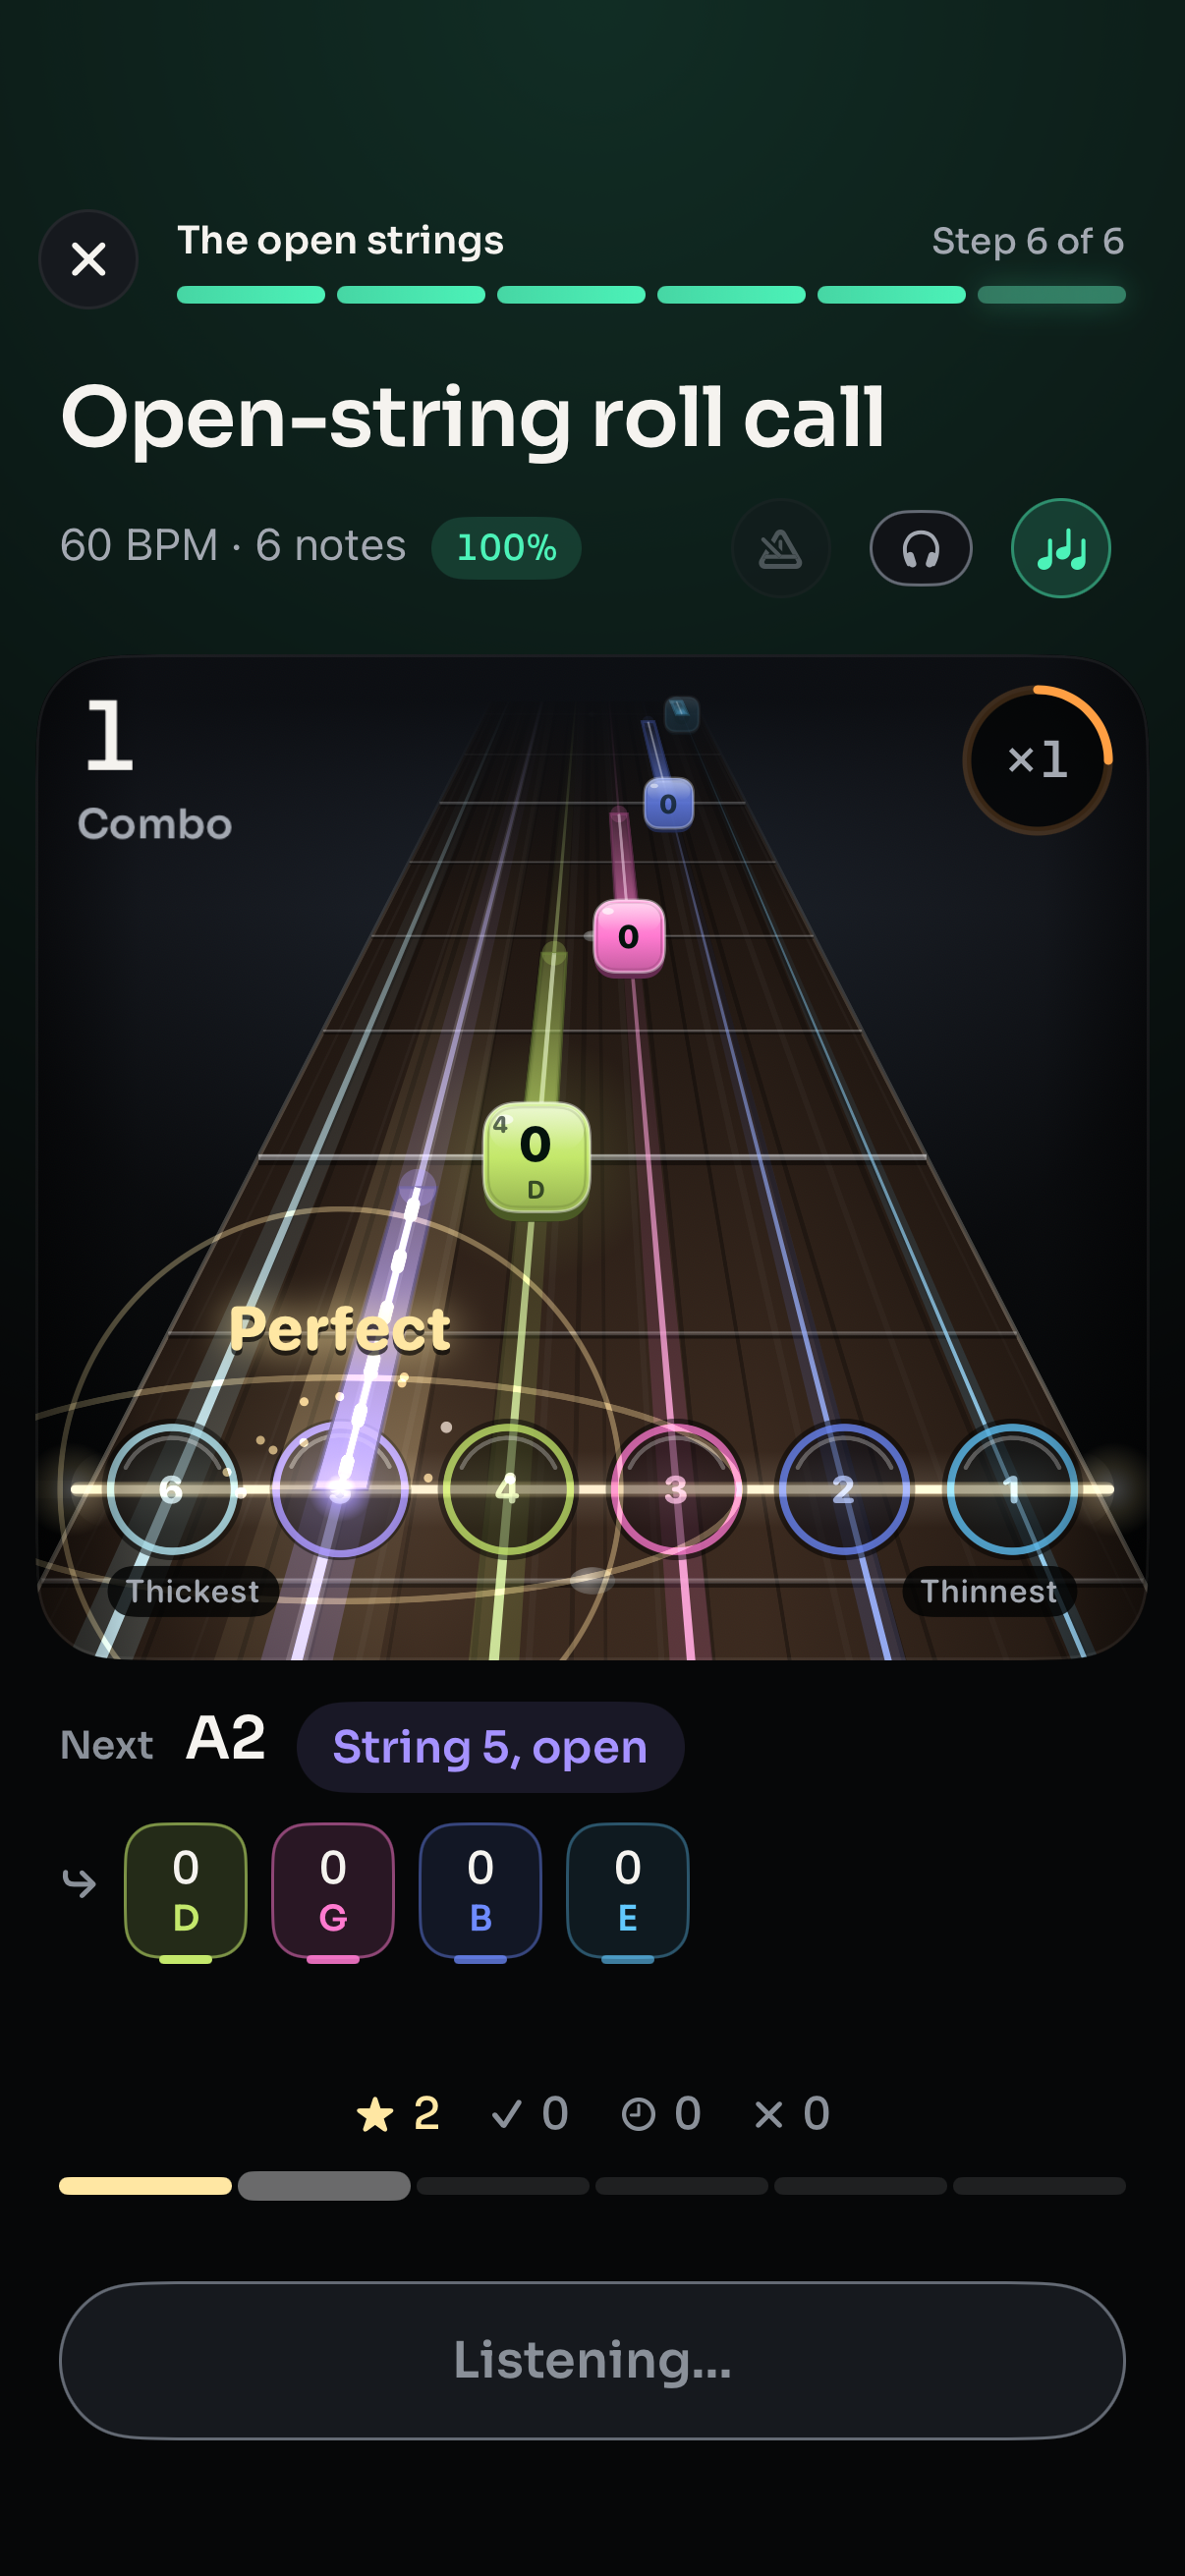 The open strings
Step 6 of 6
Open-string roll call
60 BPM · 6 notes
100%
1
Combo
×1
0
0
4
0
D
Perfect
6
4
3
2
1
Thickest
Thinnest
Next A2 String 5, open
0 0 0 0
D G B E
2 0 0 0
Listening...